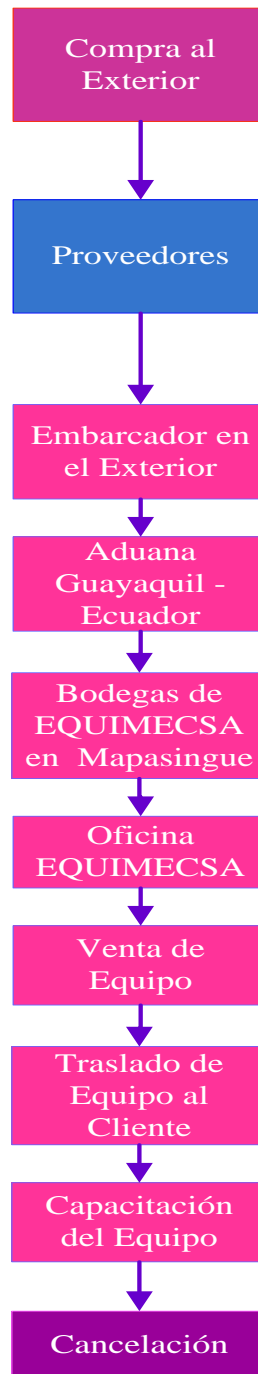 Compra al
Exterior
Proveedores
Embarcador en
el Exterior
Aduana
Guayaquil -
Ecuador
Bodegas de
EQUIMECSA
en Mapasingue
Oficina
EQUIMECSA
Venta de
Equipo
Traslado de
Equipo al
Cliente
Capacitación
del Equipo
Cancelación